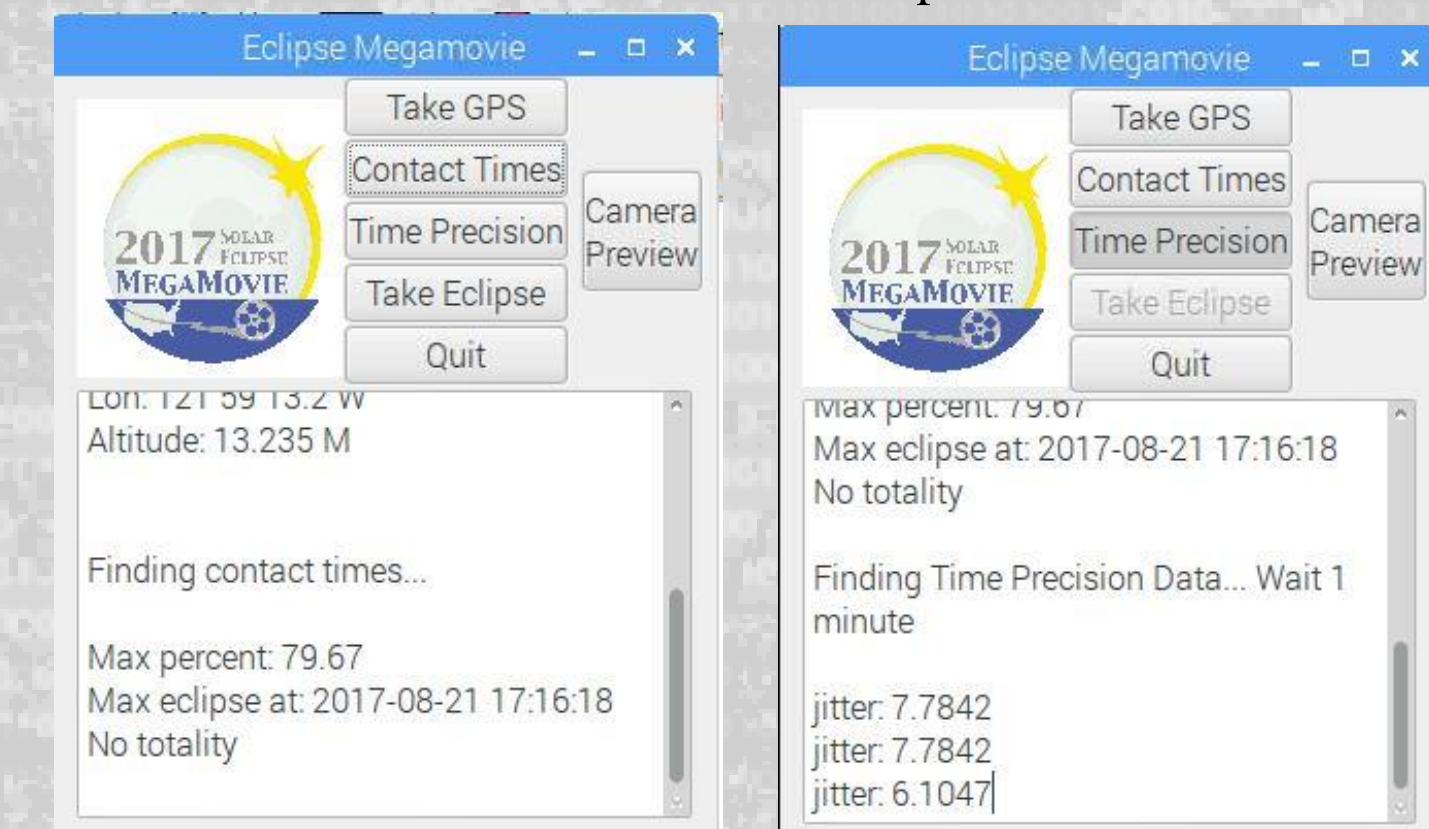 Eclipse Megamovie
Take GPS
Contact Times
Time Precision
Take Eclipse
Quit
Camera
Preview
2017 SOLAR
ECLIPSE
MEGAMOVIE
Lon: 121 59 13.2 W
Altitude: 13.235 M
Finding contact times...
Max percent: 79.67
Max eclipse at: 2017-08-21 17:16:18
No totality
Eclipse Megamovie
Take GPS
Contact Times
Time Precision
Take Eclipse
Quit
Camera
Preview
2017 SOLAR
ECLIPSE
MEGAMOVIE
Max percent: 79.67
Max eclipse at: 2017-08-21 17:16:18
No totality
Finding Time Precision Data... Wait 1
minute
jitter: 7.7842
jitter: 7.7842
jitter: 6.1047